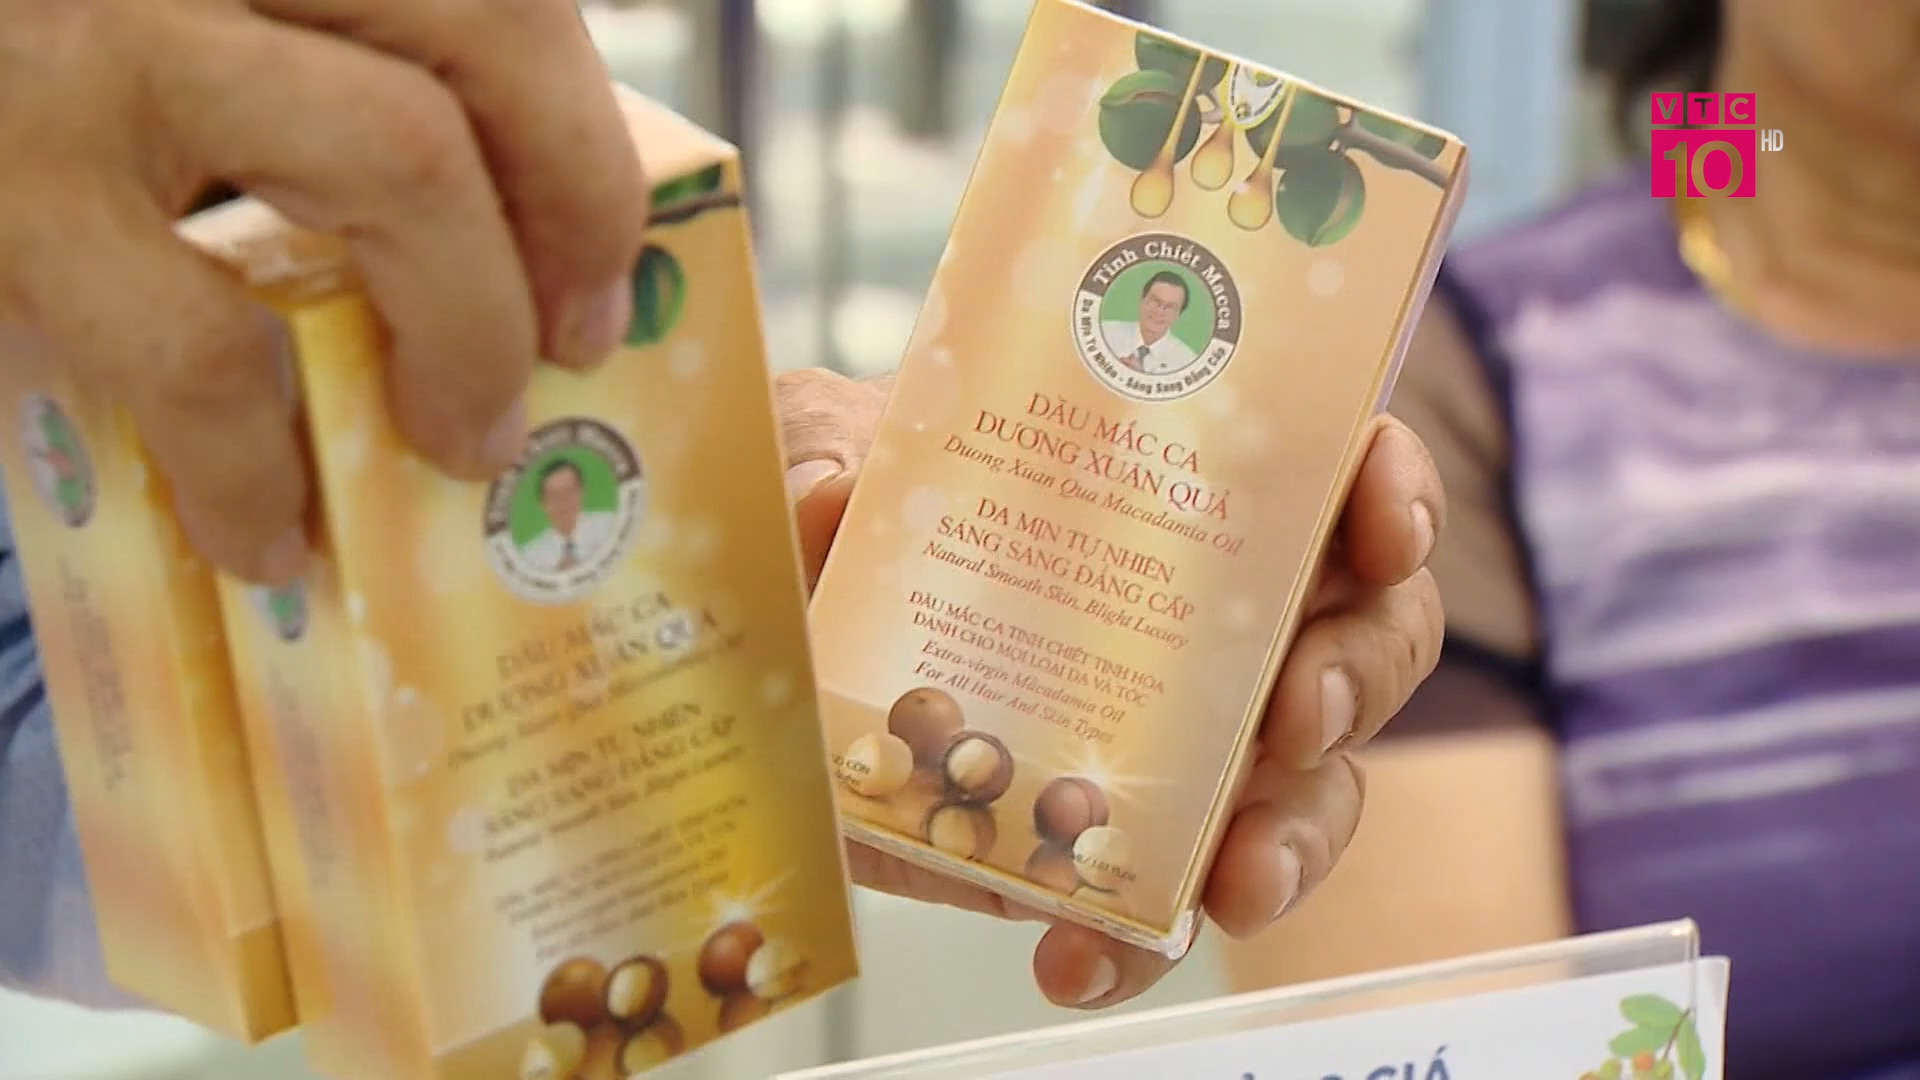 VTC
10 HD
Tinh Chiết Macca
Da Mịn Tự Nhiên - Sáng Sang Đẳng Cấp
DẦU MẮC CA
DƯƠNG XUÂN QUẢ
Duong Xuan Qua Macadamia Oil
DA MỊN TỰ NHIÊN
SÁNG SANG ĐẲNG CẤP
Natural Smooth Skin, Blight Luxury
DẦU MẮC CA TINH CHIẾT TINH HOA
DÀNH CHO MỌI LOẠI DA VÀ TÓC
Extra-virgin Macadamia Oil
For All Hair And Skin Types
DẦU MẮC CA
DƯƠNG XUÂN QUẢ
DA MỊN TỰ NHIÊN
SÁNG SANG ĐẲNG CẤP
GIÁ